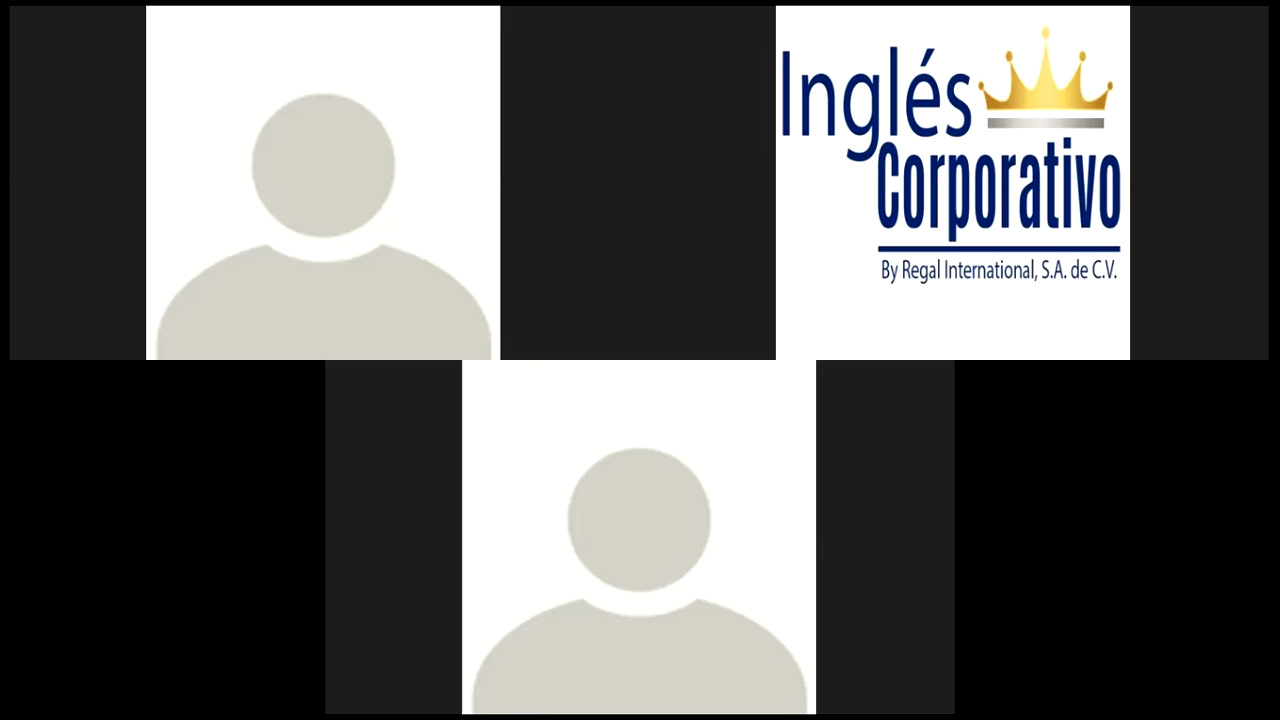 Inglés
Corporativo
By Regal International, S.A. de C.V.